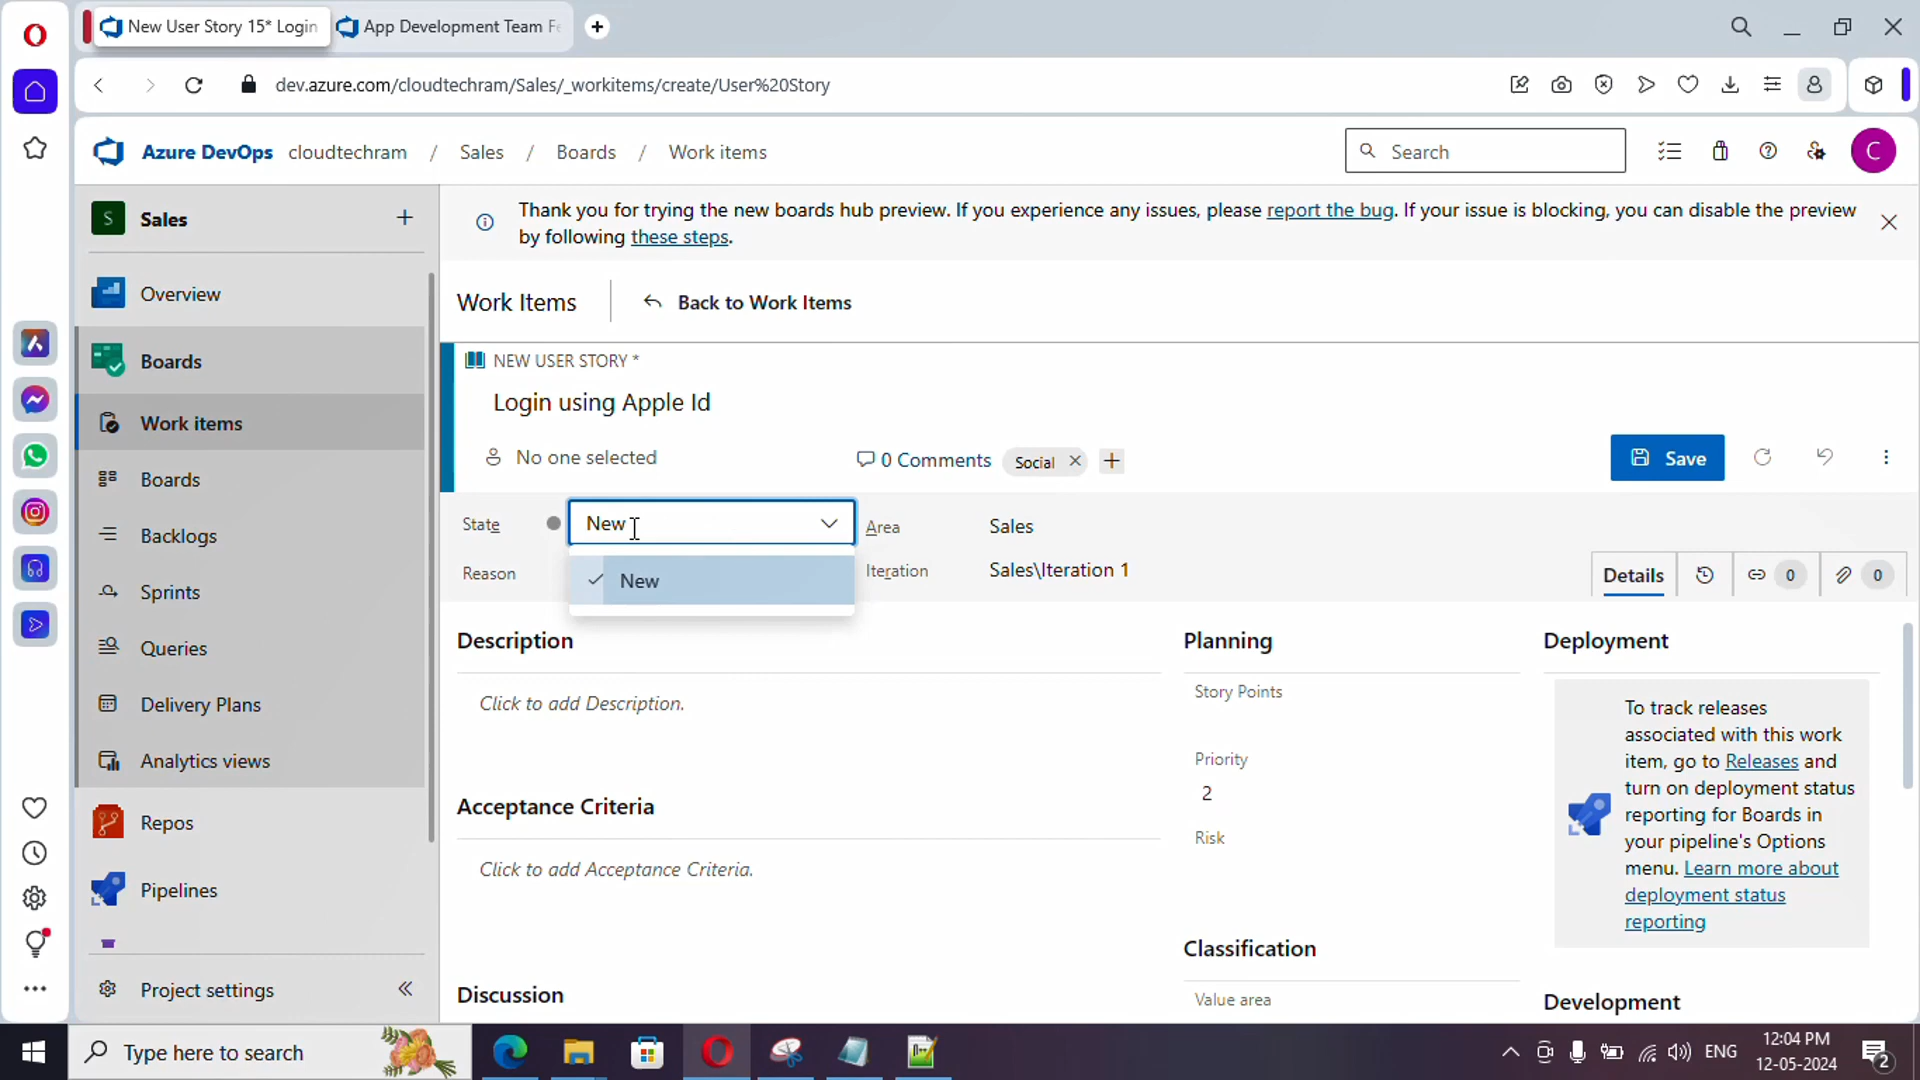 New User Story 15* Login
App Development Team Fe
dev.azure.com/cloudtechram/Sales/_workitems/create/User%20Story
Azure DevOps cloudtechram / Sales / Boards / Work items
Search
C
S Sales
Overview
Boards
Work items
Boards
Backlogs
Sprints
Queries
Delivery Plans
Analytics views
Repos
Pipelines
Project settings
Thank you for trying the new boards hub preview. If you experience any issues, please report the bug. If your issue is blocking, you can disable the preview
by following these steps.
Work Items
Back to Work Items
NEW USER STORY *
Login using Apple Id
No one selected
0 Comments
Social
Save
State
New
New
Reason
Area
Sales
Iteration
Sales\Iteration 1
Details
0
0
Description
Click to add Description.
Acceptance Criteria
Click to add Acceptance Criteria.
Discussion
Planning
Story Points
Priority
2
Risk
Classification
Value area
Deployment
To track releases
associated with this work
item, go to Releases and
turn on deployment status
reporting for Boards in
your pipeline's Options
menu. Learn more about
deployment status
reporting
Development
Type here to search
ENG
12:04 PM
12-05-2024
2